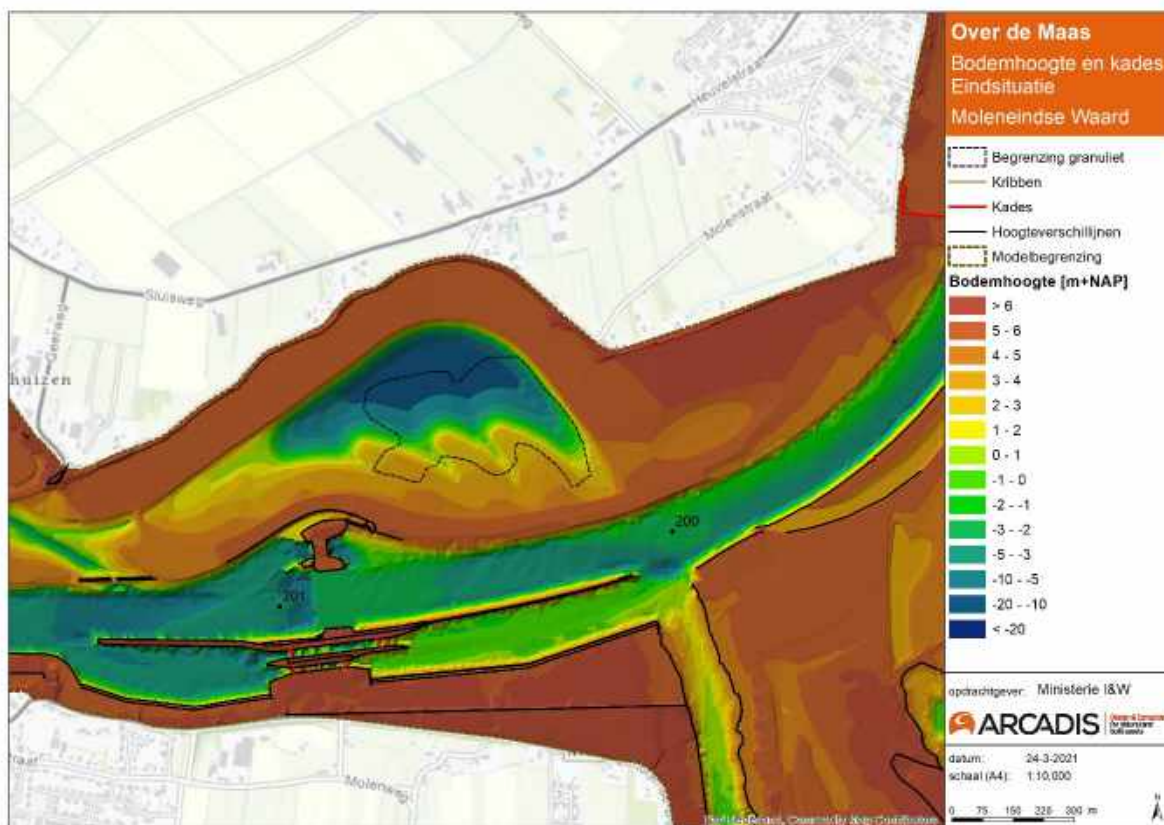 Over de Maas
Bodemhoogte en kades
Eindsituatie
Moleneindse Waard
Begrenzing granuliet
Kribben
Kades
Hoogteverschillijnen
Modelbegrenzing
Bodemhoogte [m+NAP]
> 6
5 - 6
4 - 5
3 - 4
2 - 3
1 - 2
0 - 1
-1 - 0
-2 - -1
-3 - -2
-5 - -3
-10 - -5
-20 - -10
< -20
opdrachtgever: Ministerie I&W
ARCADIS
datum: 24-3-2021
schaal (A4): 1:10,000
0 75 150 225 300 m
N
Heuvelstraat
Molenstraat
Sluisweg
huizen
200
201
Molenweg